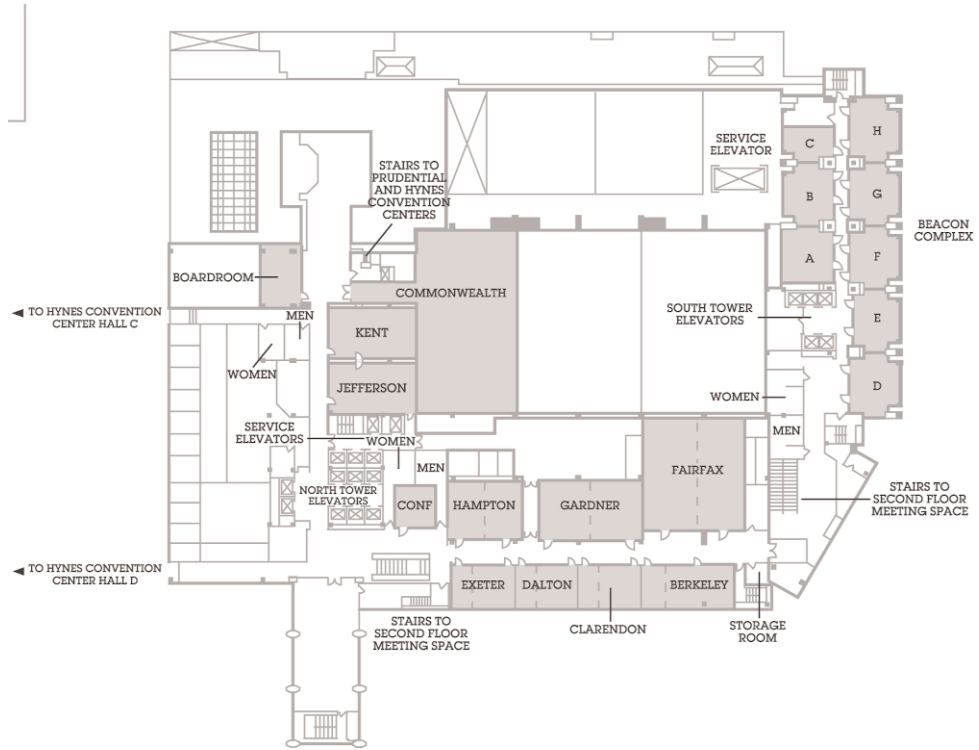 STAIRS TO
PRUDENTIAL
AND HYNES
CONVENTION
CENTERS
SERVICE
ELEVATOR
C
H
B
G
BEACON
COMPLEX
A
F
BOARDROOM
COMMONWEALTH
◄ TO HYNES CONVENTION
CENTER HALL C
MEN
SOUTH TOWER
ELEVATORS
E
KENT
WOMEN
JEFFERSON
D
WOMEN
SERVICE
ELEVATORS
WOMEN
MEN
MEN
FAIRFAX
NORTH TOWER
ELEVATORS
CONF
HAMPTON
GARDNER
STAIRS TO
SECOND FLOOR
MEETING SPACE
◄ TO HYNES CONVENTION
CENTER HALL D
EXETER
DALTON
BERKELEY
STAIRS TO
SECOND FLOOR
MEETING SPACE
CLARENDON
STORAGE
ROOM